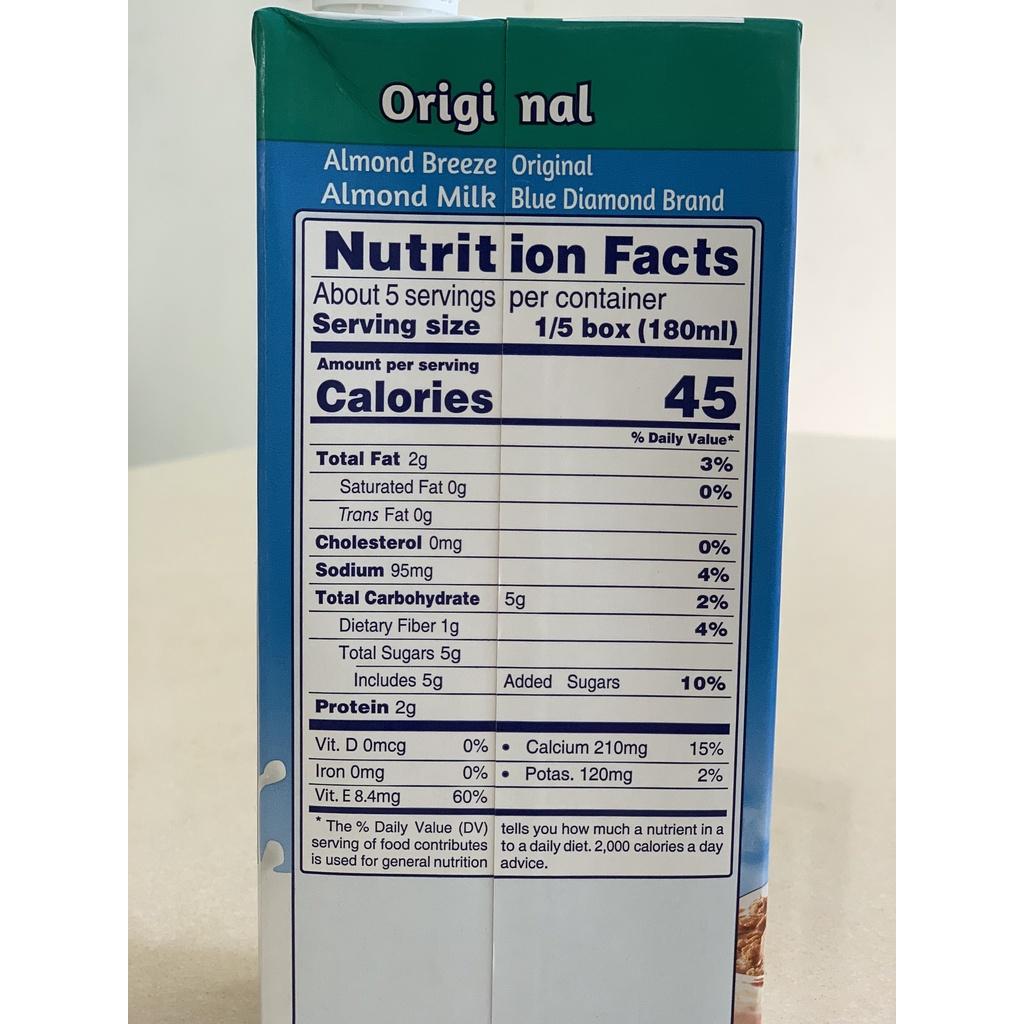 Original
Almond Breeze Original
Almond Milk Blue Diamond Brand
Nutrition Facts
About 5 servings per container
Serving size 1/5 box (180ml)
Amount per serving
Calories 45
% Daily Value*
Total Fat 2g 3%
Saturated Fat 0g 0%
Trans Fat 0g
Cholesterol 0mg 0%
Sodium 95mg 4%
Total Carbohydrate 5g 2%
Dietary Fiber 1g 4%
Total Sugars 5g
Includes 5g Added Sugars 10%
Protein 2g
Vit. D 0mcg 0% • Calcium 210mg 15%
Iron 0mg 0% • Potas. 120mg 2%
Vit. E 8.4mg 60%
* The % Daily Value (DV) tells you how much a nutrient in a
serving of food contributes to a daily diet. 2,000 calories a day
is used for general nutrition advice.